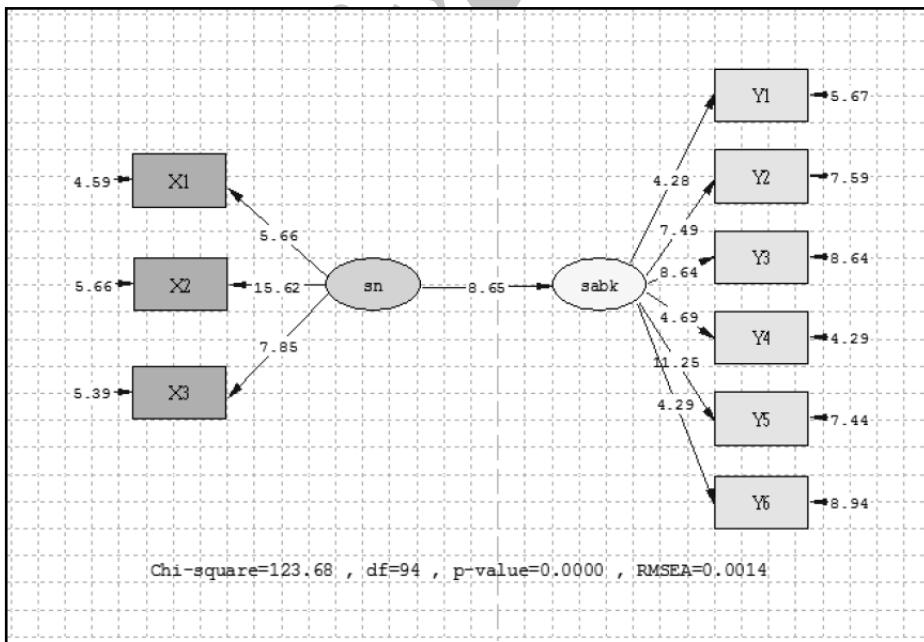 Y1
5.67
4.28
Y2
7.59
7.49
4.59
X1
5.66
Y3
8.64
8.64
5.66
X2
15.62
sn
8.65
sabk
4.69
Y4
4.29
7.85
11.25
5.39
X3
4.29
Y5
7.44
Y6
8.94
Chi-square=123.68 , df=94 , p-value=0.0000 , RMSEA=0.0014